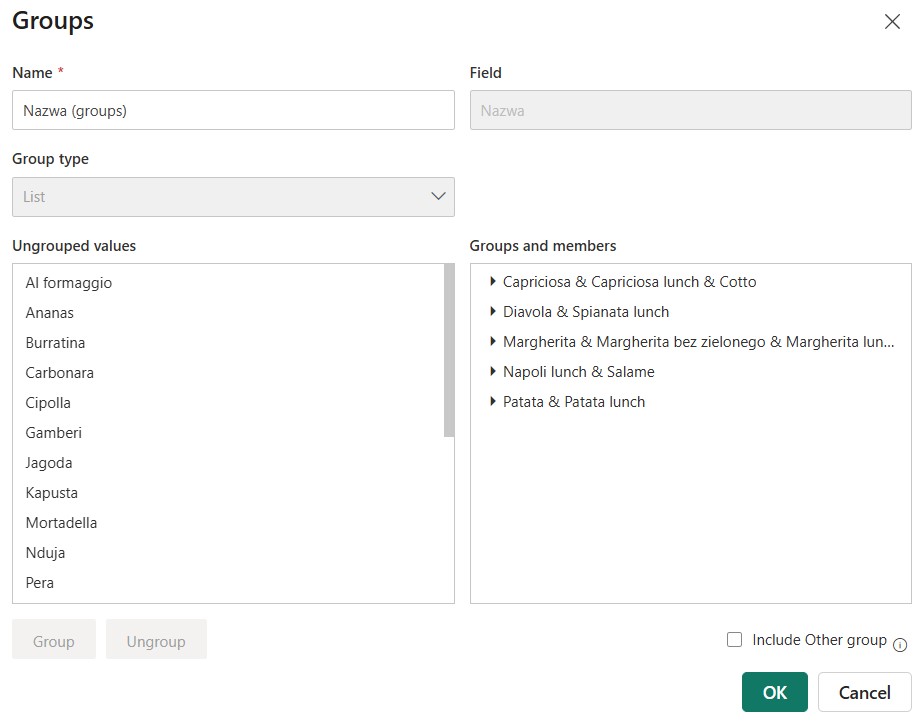 Groups
Name *
Field
Nazwa (groups)
Nazwa
Group type
List
Ungrouped values
Groups and members
Al formaggio
Ananas
Burratina
Carbonara
Cipolla
Gamberi
Jagoda
Kapusta
Mortadella
Nduja
Pera
Capriciosa & Capriciosa lunch & Cotto
Diavola & Spianata lunch
Margherita & Margherita bez zielonego & Margherita lun...
Napoli lunch & Salame
Patata & Patata lunch
Group
Ungroup
Include Other group
OK
Cancel